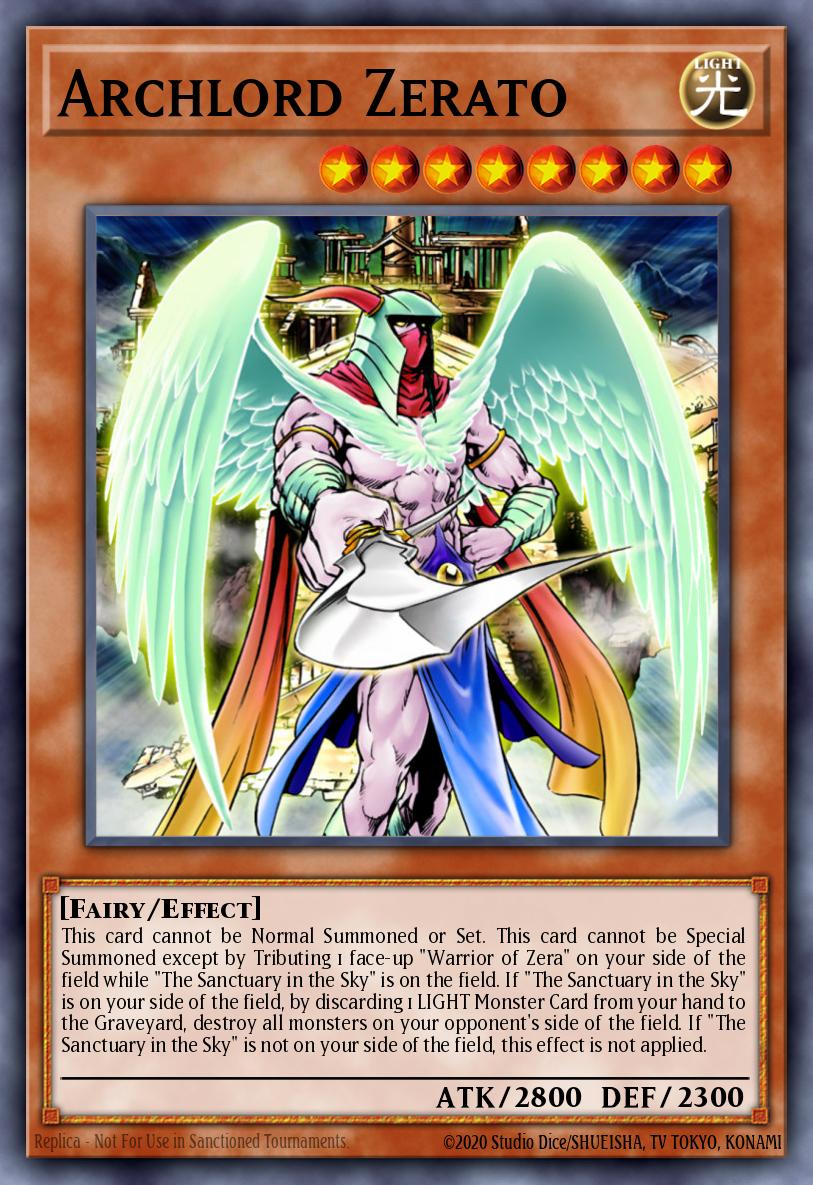 Archlord Zerato
LIGHT
光
[Fairy/Effect]
This card cannot be Normal Summoned or Set. This card cannot be Special
Summoned except by Tributing 1 face-up "Warrior of Zera" on your side of the
field while "The Sanctuary in the Sky" is on the field. If "The Sanctuary in the Sky"
is on your side of the field, by discarding 1 LIGHT Monster Card from your hand to
the Graveyard, destroy all monsters on your opponent's side of the field. If "The
Sanctuary in the Sky" is not on your side of the field, this effect is not applied.
ATK/2800 DEF/2300
Replica - Not For Use in Sanctioned Tournaments.
©2020 Studio Dice/SHUEISHA, TV TOKYO, KONAMI